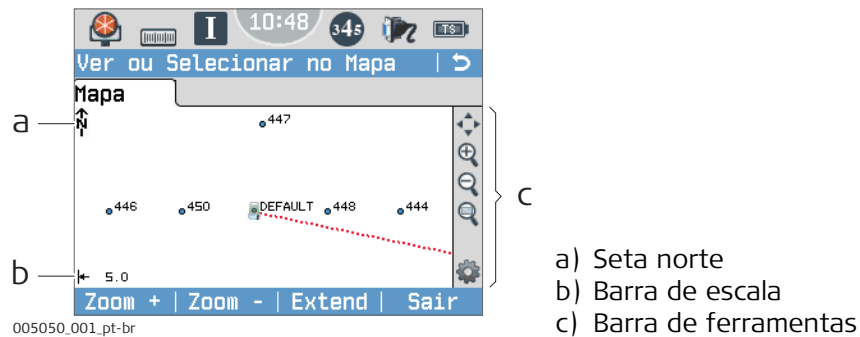 I 10:48 345 TS
Ver ou Selecionar no Mapa
Mapa
a
N
447
446 450 DEFAULT 448 444
c
b
5.0
Zoom + | Zoom - | Extend | Sair
005050_001_pt-br
a) Seta norte
b) Barra de escala
c) Barra de ferramentas